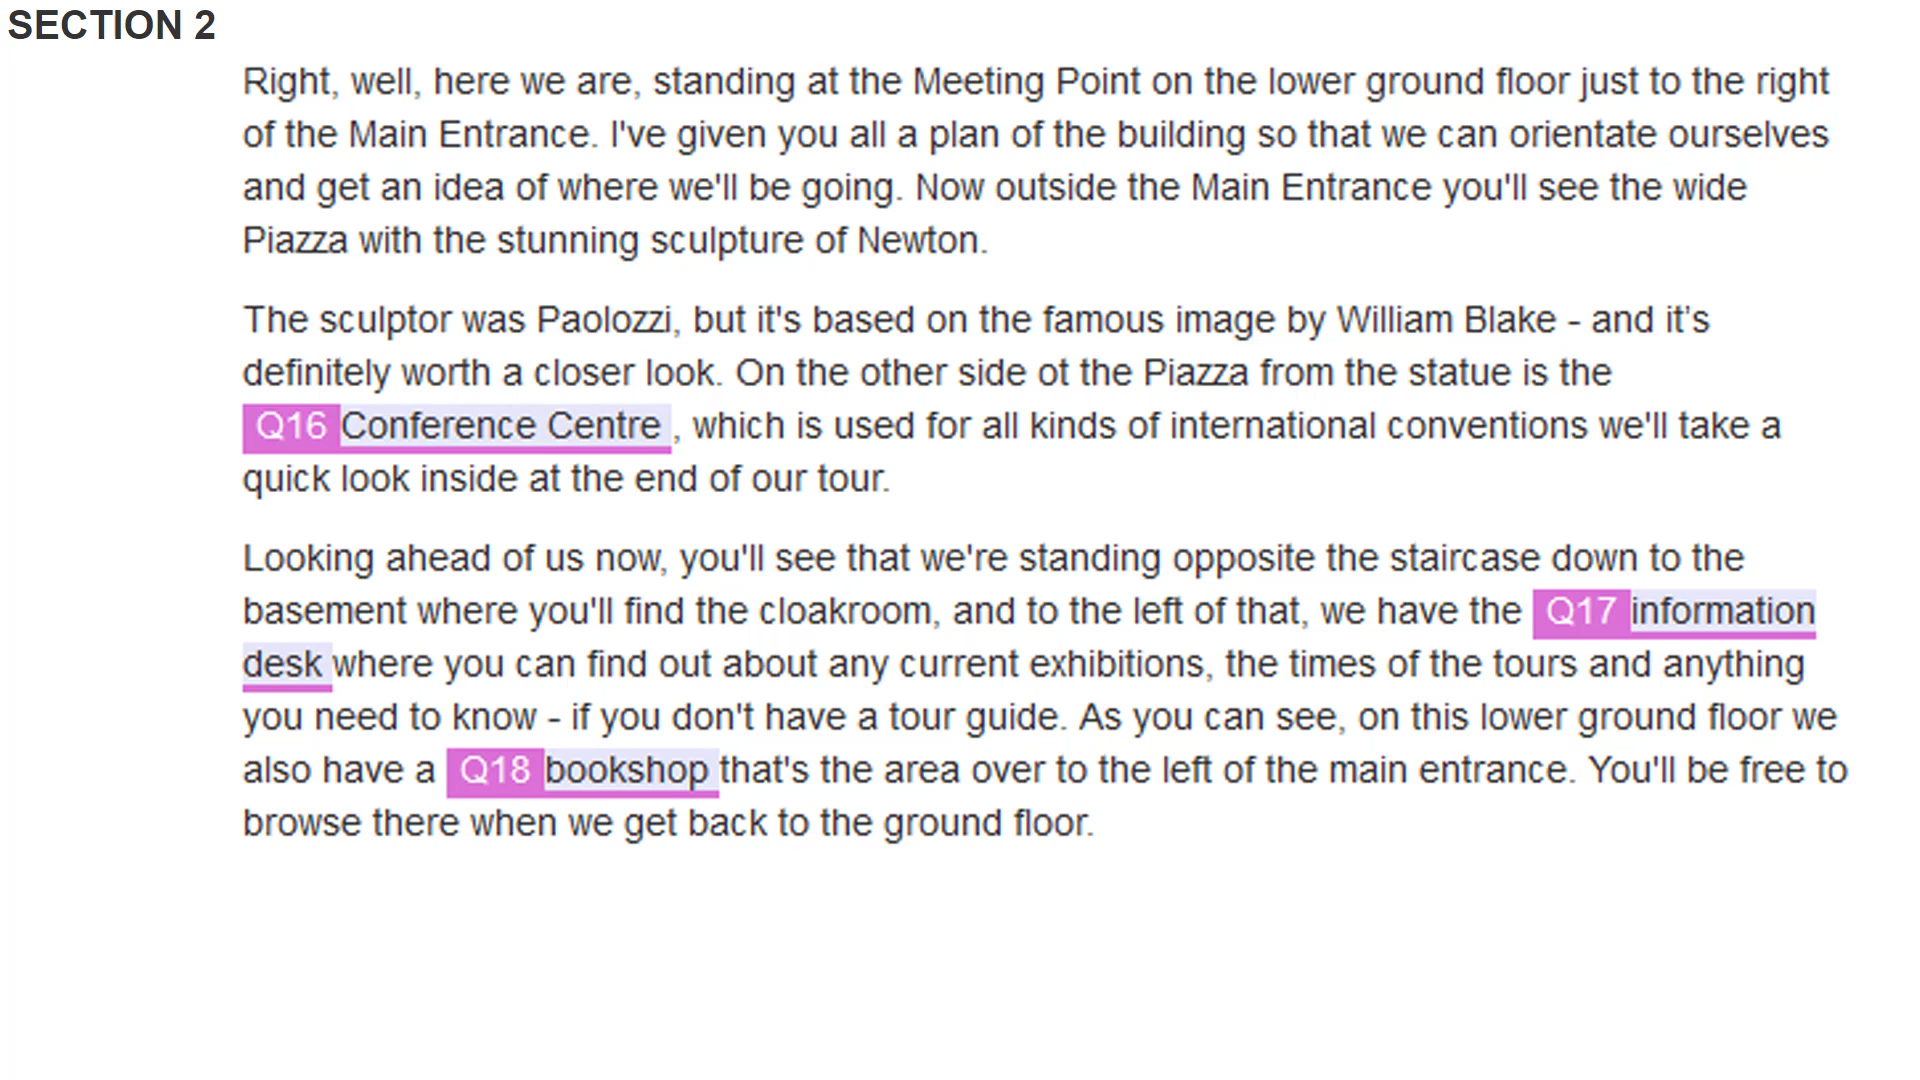 SECTION 2
Right, well, here we are, standing at the Meeting Point on the lower ground floor just to the right
of the Main Entrance. I've given you all a plan of the building so that we can orientate ourselves
and get an idea of where we'll be going. Now outside the Main Entrance you'll see the wide
Piazza with the stunning sculpture of Newton.
The sculptor was Paolozzi, but it's based on the famous image by William Blake - and it's
definitely worth a closer look. On the other side ot the Piazza from the statue is the
Q16 Conference Centre , which is used for all kinds of international conventions we'll take a
quick look inside at the end of our tour.
Looking ahead of us now, you'll see that we're standing opposite the staircase down to the
basement where you'll find the cloakroom, and to the left of that, we have the Q17 information
desk where you can find out about any current exhibitions, the times of the tours and anything
you need to know - if you don't have a tour guide. As you can see, on this lower ground floor we
also have a Q18 bookshop that's the area over to the left of the main entrance. You'll be free to
browse there when we get back to the ground floor.